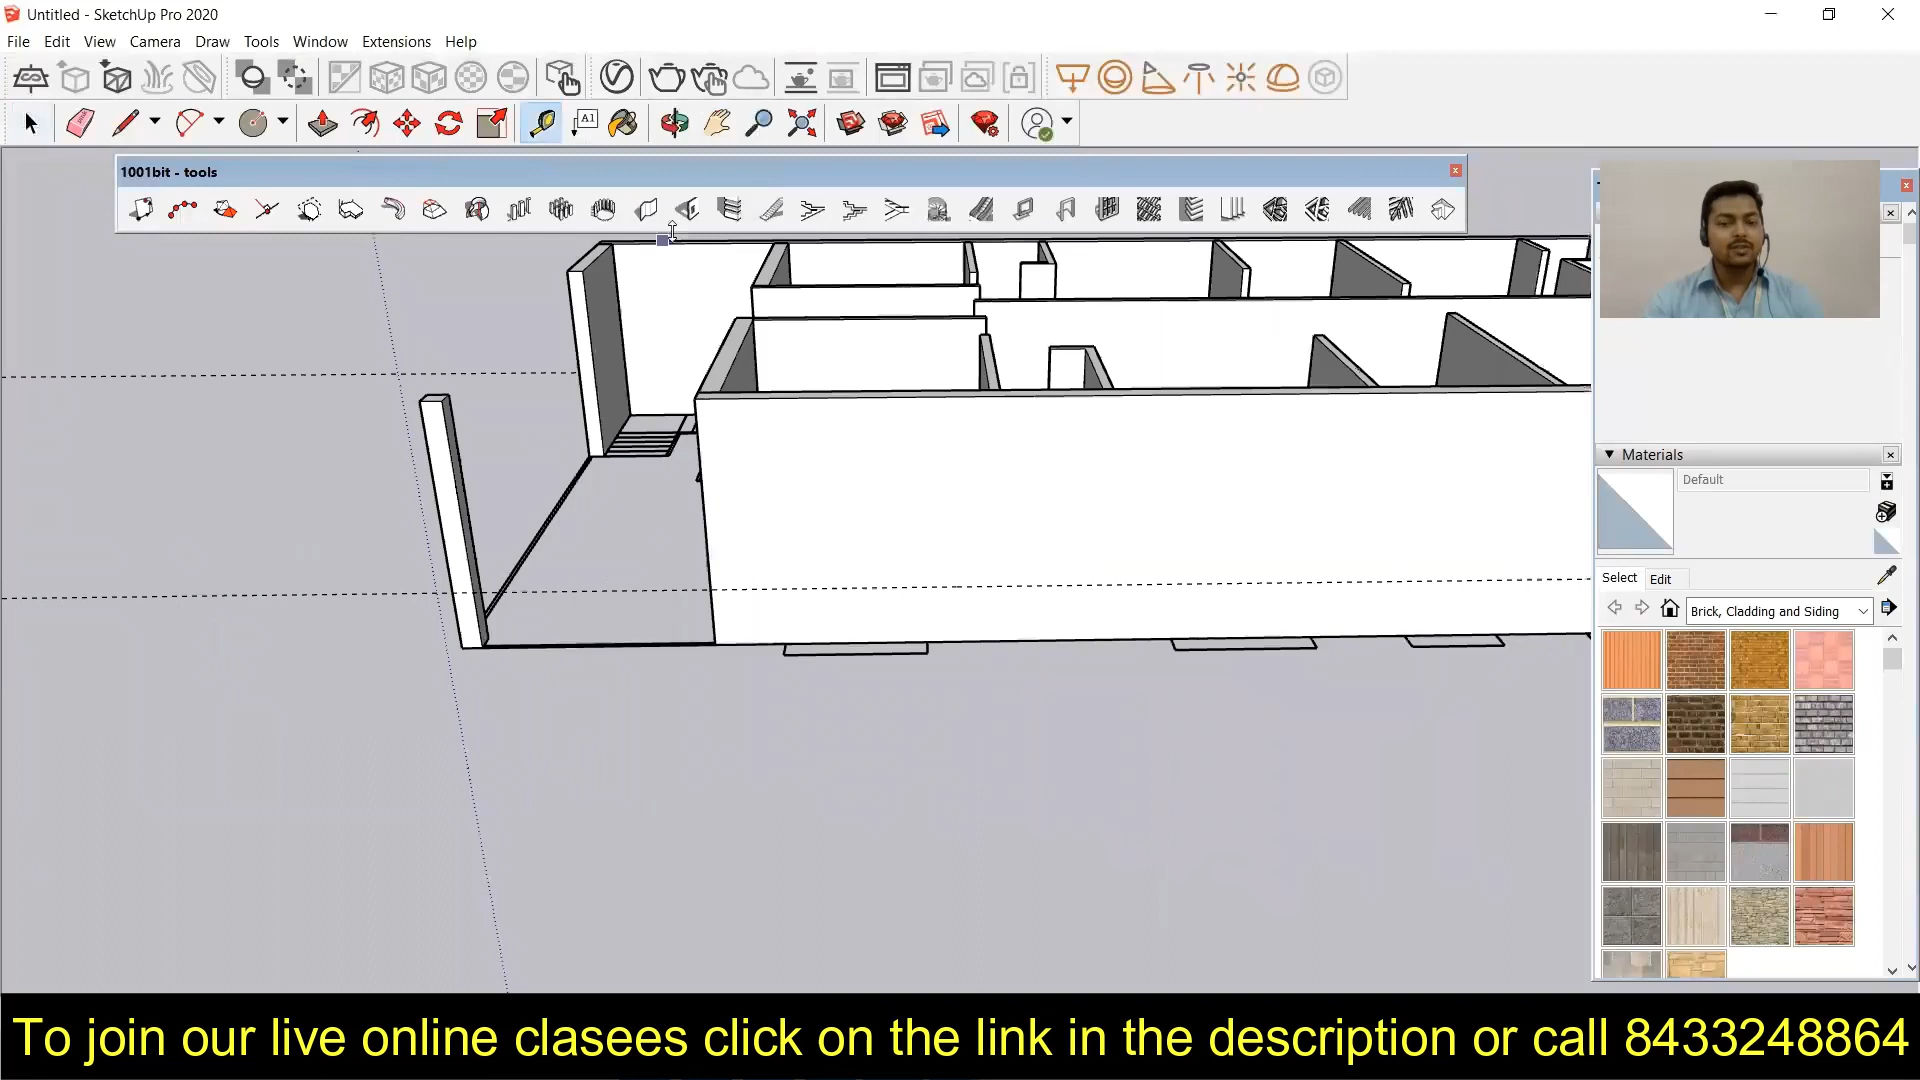 Untitled - SketchUp Pro 2020
File Edit View Camera Draw Tools Window Extensions Help
A1
1001bit - tools
Materials
Default
Select Edit
Brick, Cladding and Siding
To join our live online clasees click on the link in the description or call 8433248864